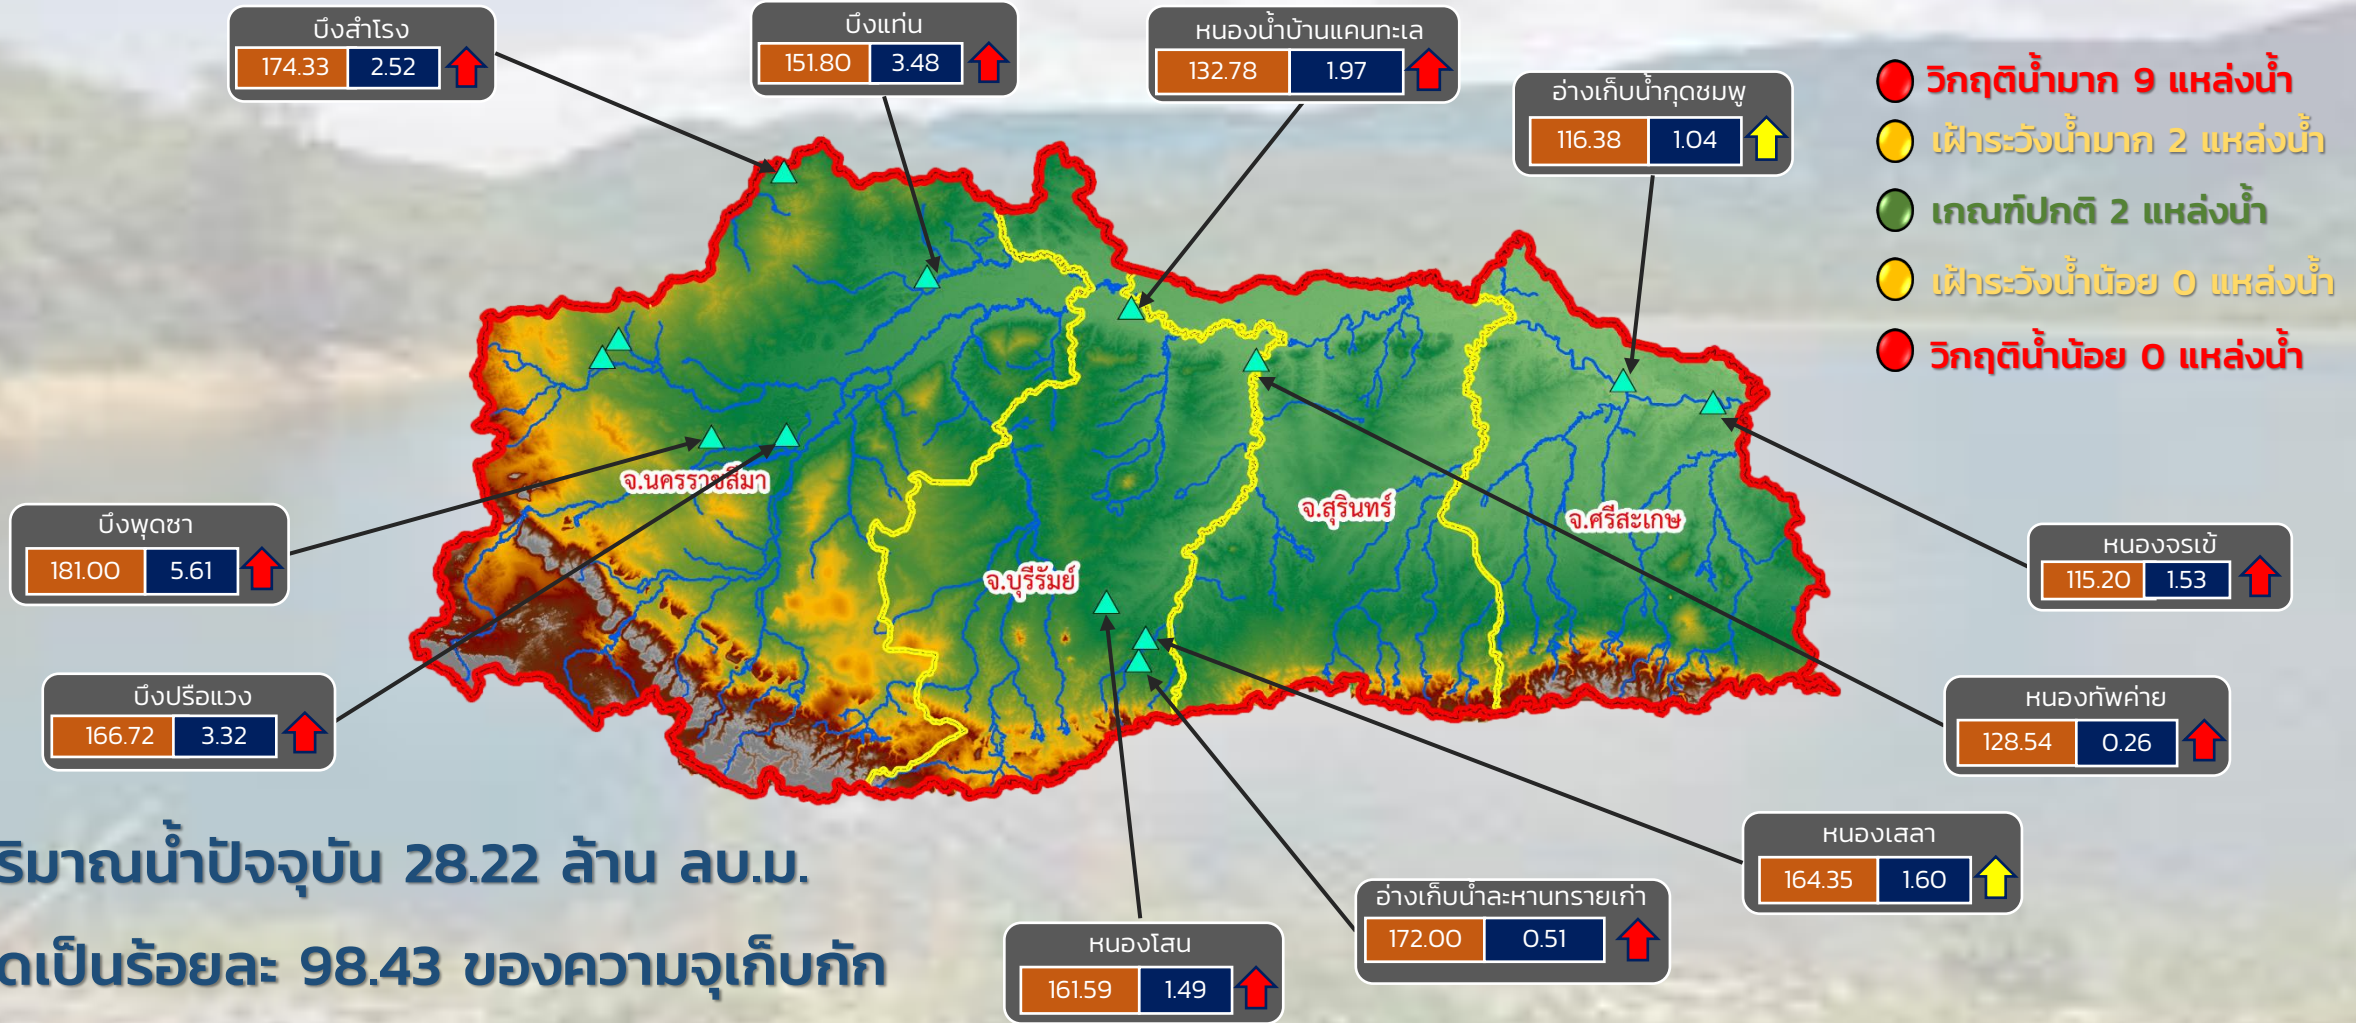 บึงสำโรง
174.33 2.52
บึงแท่น
151.80 3.48
หนองน้ำบ้านแคนทะเล
132.78 1.97
อ่างเก็บน้ำกุดชมพู
116.38 1.04
วิกฤติน้ำมาก 9 แหล่งน้ำ
เฝ้าระวังน้ำมาก 2 แหล่งน้ำ
เกณฑ์ปกติ 2 แหล่งน้ำ
เฝ้าระวังน้ำน้อย 0 แหล่งน้ำ
วิกฤติน้ำน้อย 0 แหล่งน้ำ
จ.นครราชสีมา
จ.บุรีรัมย์
จ.สุรินทร์
จ.ศรีสะเกษ
บึงพุดซา
181.00 5.61
บึงปรือแวง
166.72 3.32
หนองจรเข้
115.20 1.53
หนองทัพค่าย
128.54 0.26
หนองเสลา
164.35 1.60
อ่างเก็บน้ำละหานทรายเก่า
172.00 0.51
หนองโสน
161.59 1.49
ริมาณน้ำปัจจุบัน 28.22 ล้าน ลบ.ม.
ดเป็นร้อยละ 98.43 ของความจุเก็บกัก